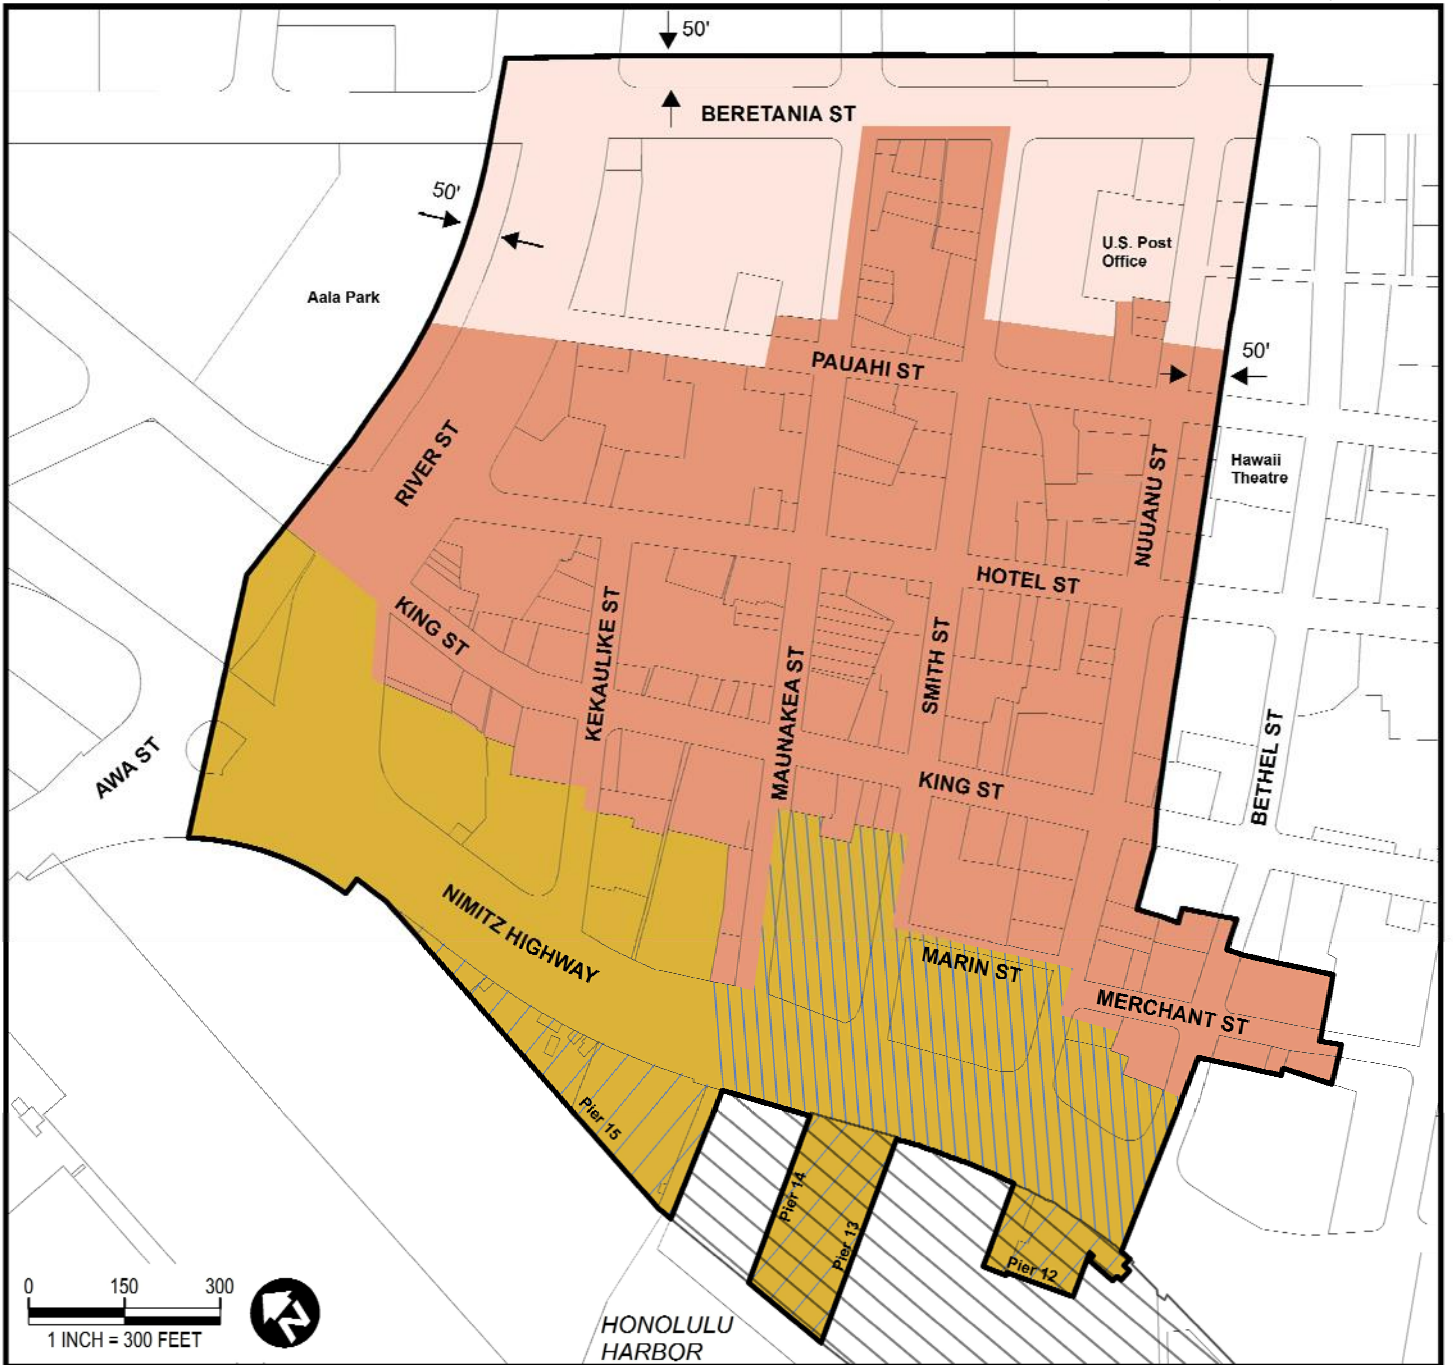 50'
BERETANIA ST
50'
U.S. Post
Office
Aala Park
50'
PAUAHI ST
RIVER ST
Hawaii
Theatre
NUUANU ST
HOTEL ST
KING ST
KEKAULIKE ST
SMITH ST
MAUNAKEA ST
BETHEL ST
AWA ST
KING ST
NIMITZ HIGHWAY
MARIN ST
MERCHANT ST
Pier 15
Pier 14
Pier 13
Pier 12
0 150 300
1 INCH = 300 FEET
N
HONOLULU
HARBOR